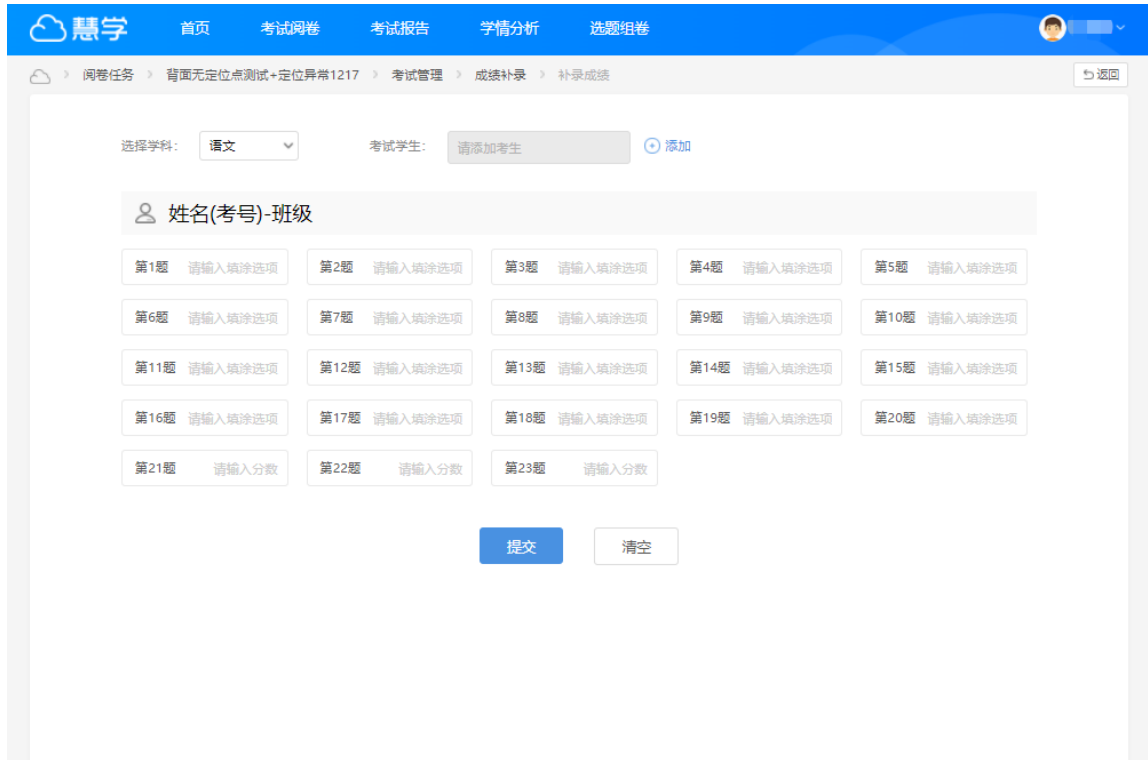 慧学 首页 考试阅卷 考试报告 学情分析 选题组卷
阅卷任务 > 背面无定位点测试+定位异常1217 > 考试管理 > 成绩补录 > 补录成绩 返回
选择学科: 语文 考试学生: 请添加考生 添加
姓名(考号)-班级
第1题 请输入填涂选项 第2题 请输入填涂选项 第3题 请输入填涂选项 第4题 请输入填涂选项 第5题 请输入填涂选项
第6题 请输入填涂选项 第7题 请输入填涂选项 第8题 请输入填涂选项 第9题 请输入填涂选项 第10题 请输入填涂选项
第11题 请输入填涂选项 第12题 请输入填涂选项 第13题 请输入填涂选项 第14题 请输入填涂选项 第15题 请输入填涂选项
第16题 请输入填涂选项 第17题 请输入填涂选项 第18题 请输入填涂选项 第19题 请输入填涂选项 第20题 请输入填涂选项
第21题 请输入分数 第22题 请输入分数 第23题 请输入分数
提交 清空